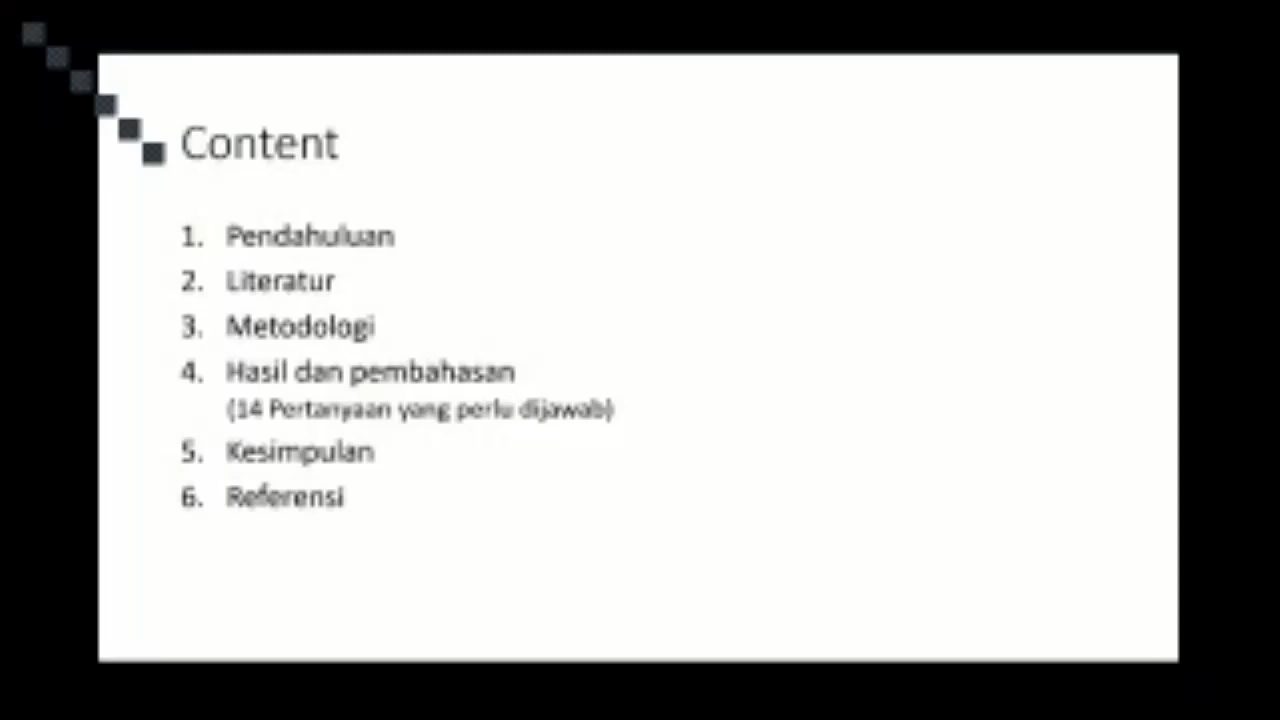 Content
1. Pendahuluan
2. Literatur
3. Metodologi
4. Hasil dan pembahasan
(14 Pertanyaan yang perlu dijawab)
5. Kesimpulan
6. Referensi